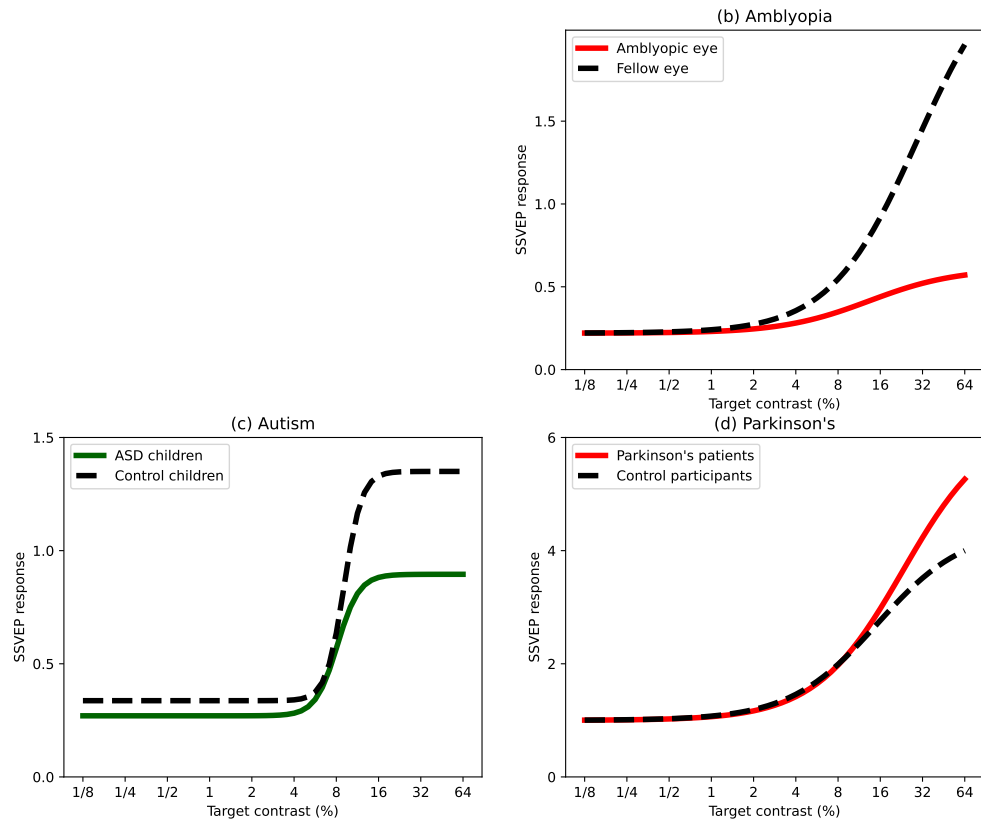 (b) Amblyopia
Amblyopic eye
Fellow eye
SSVEP response
1.5
1.0
0.5
0.0
1/8 1/4 1/2 1 2 4 8 16 32 64
Target contrast (%)
(c) Autism
ASD children
Control children
SSVEP response
1.5
1.0
0.5
0.0
1/8 1/4 1/2 1 2 4 8 16 32 64
Target contrast (%)
(d) Parkinson's
Parkinson's patients
Control participants
SSVEP response
6
4
2
0
1/8 1/4 1/2 1 2 4 8 16 32 64
Target contrast (%)